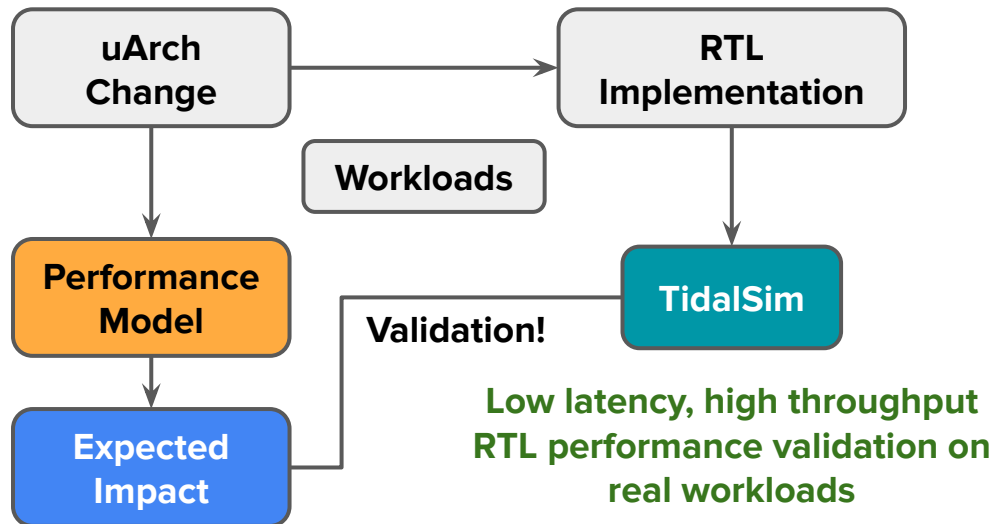 uArch
Change
RTL
Implementation
Workloads
Performance
Model
TidalSim
Validation!
Low latency, high throughput
RTL performance validation on
real workloads
Expected
Impact